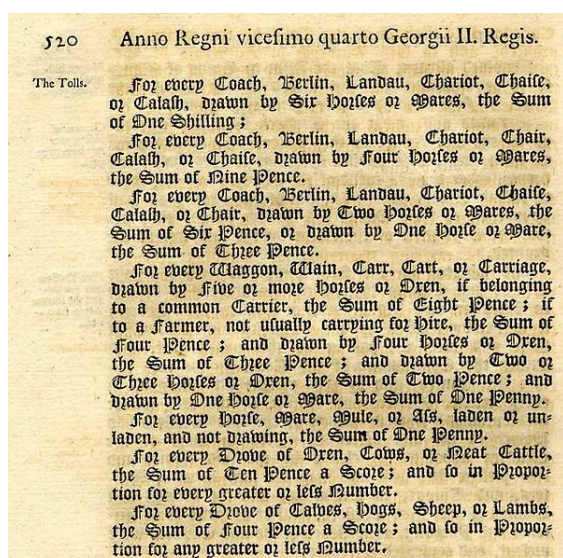 520 Anno Regni vicesimo quarto Georgii II. Regis.
The Tolls.
For every Coach, Berlin, Landau, Chariot, Chaise,
or Calash, drawn by Six Horses or Mares, the Sum
of One Shilling;
For every Coach, Berlin, Landau, Chariot, Chair,
Calash, or Chaise, drawn by Four Horses or Mares,
the Sum of Nine Pence.
For every Coach, Berlin, Landau, Chariot, Chaise,
Calash, or Chair, drawn by Two Horses or Mares, the
Sum of Six Pence, or drawn by One Horse or Mare,
the Sum of Three Pence.
For every Waggon, Wain, Carr, Cart, or Carriage,
drawn by Five or more Horses or Oxen, if belonging
to a common Carrier, the Sum of Eight Pence; if
to a Farmer, not usually carrying for Hire, the Sum of
Four Pence; and drawn by Four Horses or Oxen,
the Sum of Three Pence; and drawn by Two or
Three Horses or Oxen, the Sum of Two Pence; and
drawn by One Horse or Mare, the Sum of One Penny.
For every Horse, Mare, Mule, or Ass, laden or un-
laden, and not drawing, the Sum of One Penny.
For every Drove of Oxen, Cows, or Neat Cattle,
the Sum of Ten Pence a Score; and so in Propor-
tion for every greater or less Number.
For every Drove of Calves, Hogs, Sheep, or Lambs,
the Sum of Four Pence a Score; and so in Propor-
tion for any greater or less Number.